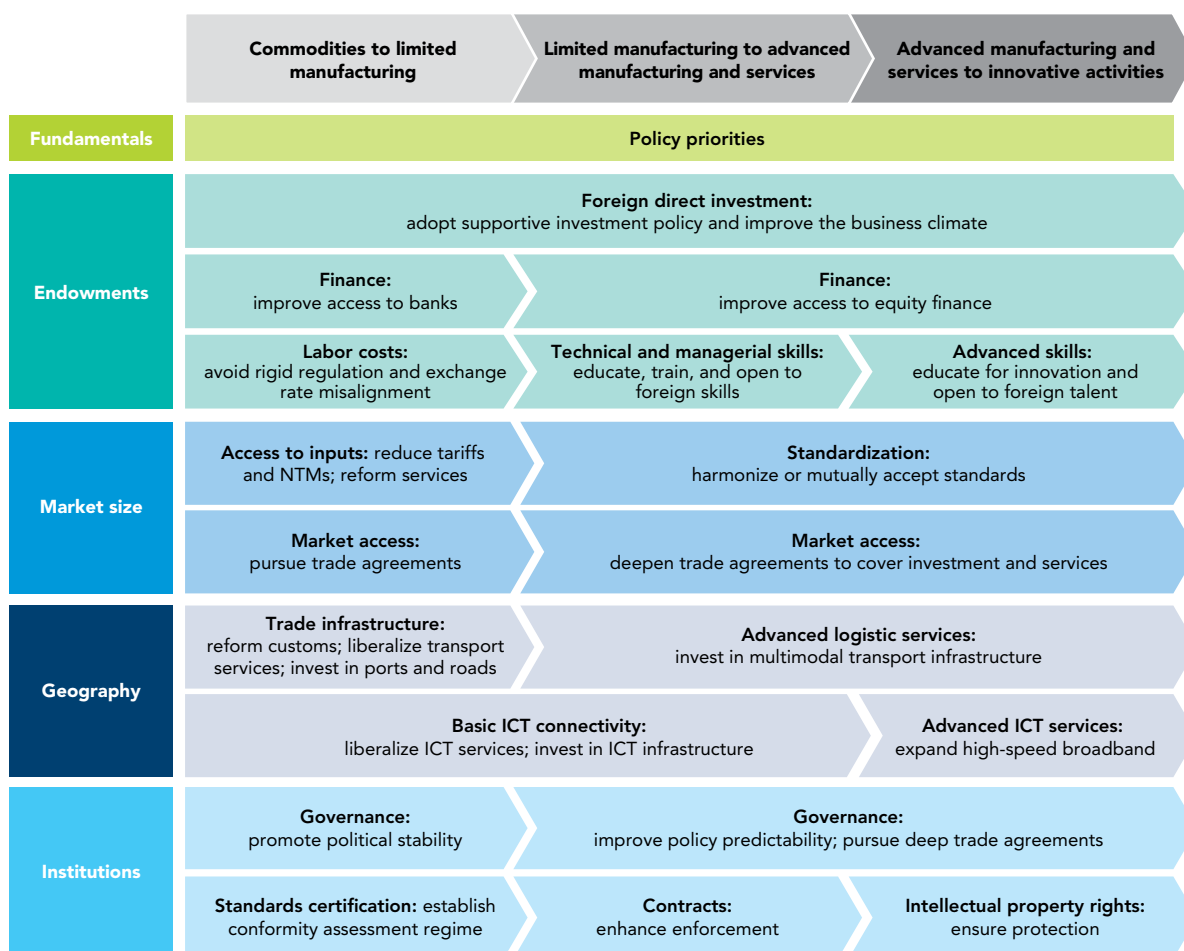 Commodities to limited
manufacturing
Limited manufacturing to advanced
manufacturing and services
Advanced manufacturing and
services to innovative activities
Fundamentals
Policy priorities
Endowments
Foreign direct investment:
adopt supportive investment policy and improve the business climate
Finance:
improve access to banks
Finance:
improve access to equity finance
Labor costs:
avoid rigid regulation and exchange
rate misalignment
Technical and managerial skills:
educate, train, and open to
foreign skills
Advanced skills:
educate for innovation and
open to foreign talent
Market size
Access to inputs: reduce tariffs
and NTMs; reform services
Standardization:
harmonize or mutually accept standards
Market access:
pursue trade agreements
Market access:
deepen trade agreements to cover investment and services
Geography
Trade infrastructure:
reform customs; liberalize transport
services; invest in ports and roads
Advanced logistic services:
invest in multimodal transport infrastructure
Basic ICT connectivity:
liberalize ICT services; invest in ICT infrastructure
Advanced ICT services:
expand high-speed broadband
Institutions
Governance:
promote political stability
Governance:
improve policy predictability; pursue deep trade agreements
Standards certification: establish
conformity assessment regime
Contracts:
enhance enforcement
Intellectual property rights:
ensure protection